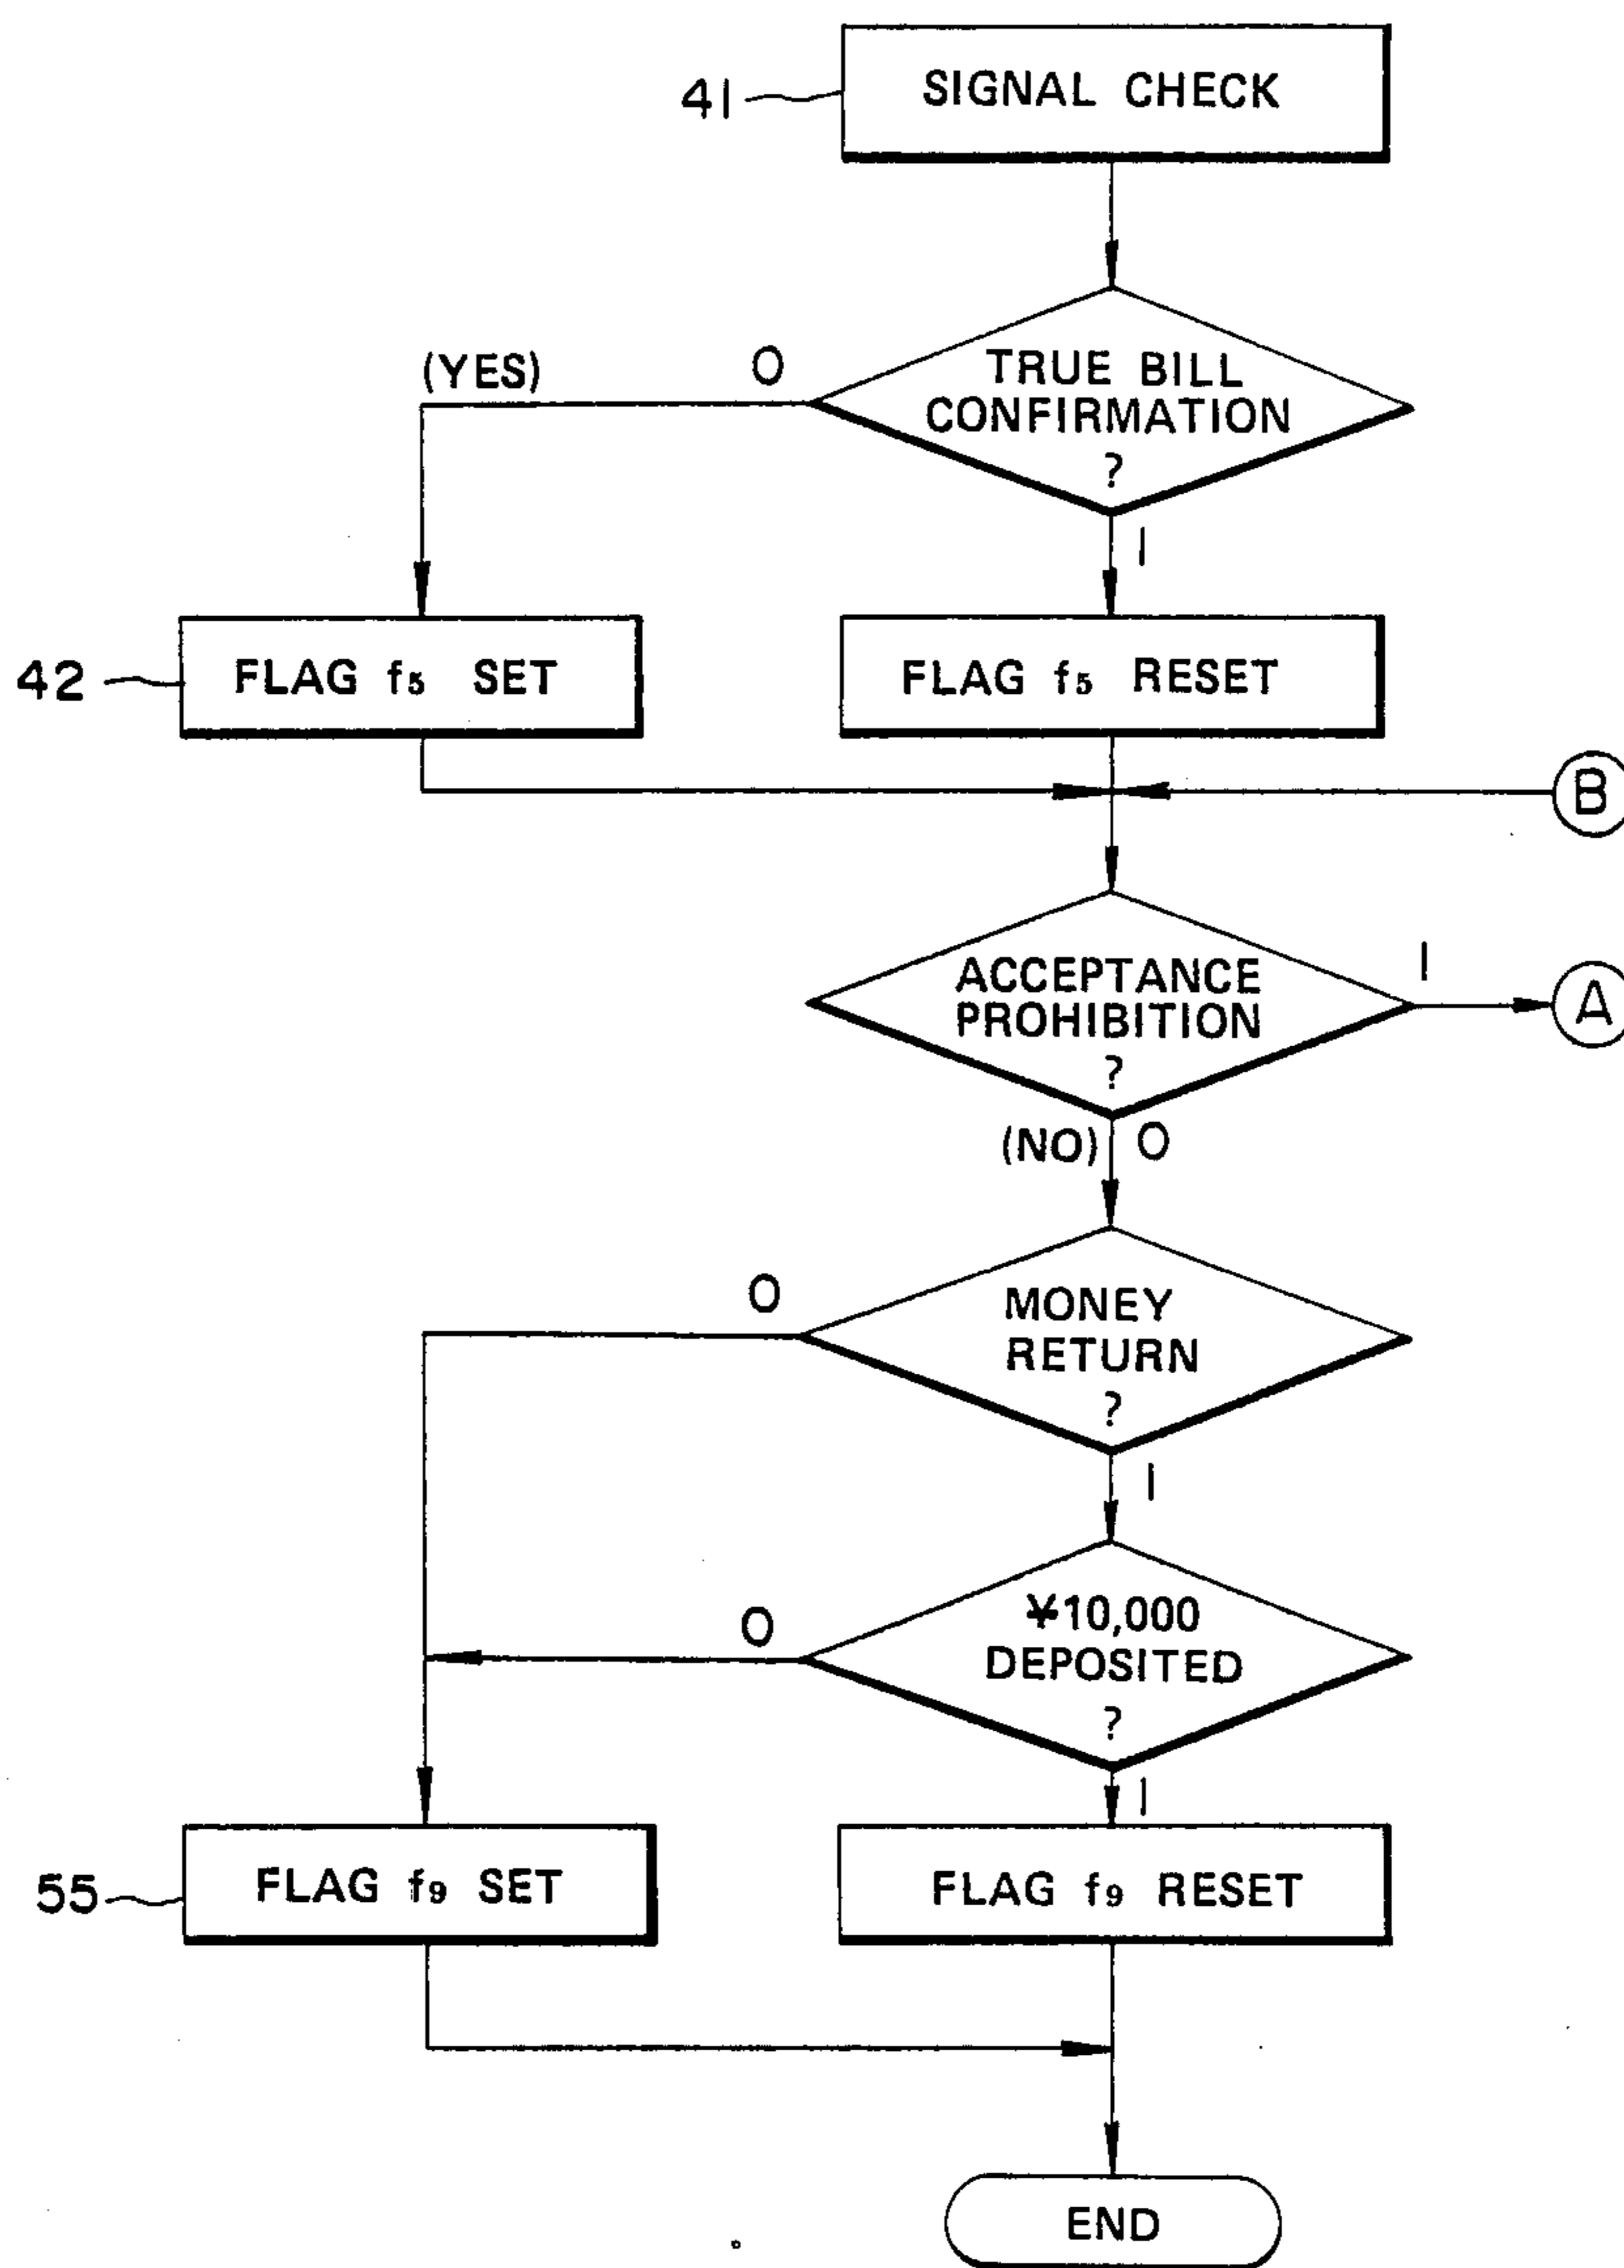 41
SIGNAL CHECK
(YES)
0
TRUE BILL
CONFIRMATION
?
1
42
FLAG f5 SET
FLAG f5 RESET
B
ACCEPTANCE
PROHIBITION
?
1
A
(NO)
0
MONEY
RETURN
?
0
1
¥10,000
DEPOSITED
?
0
1
55
FLAG f9 SET
FLAG f9 RESET
END